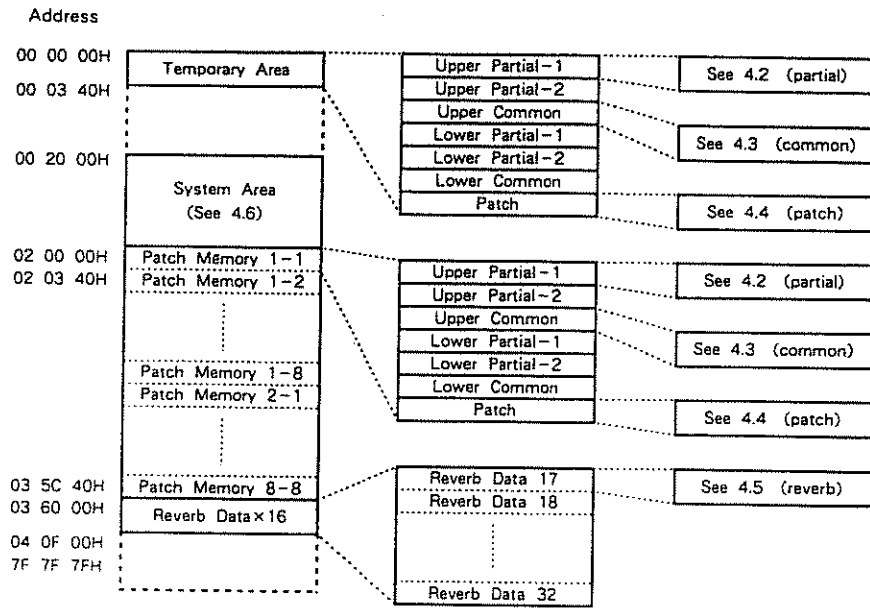 Address
00 00 00H
Temporary Area
00 03 40H
Upper Partial-1
Upper Partial-2
Upper Common
Lower Partial-1
Lower Partial-2
Lower Common
Patch
See 4.2 (partial)
See 4.3 (common)
See 4.4 (patch)
00 20 00H
System Area
(See 4.6)
02 00 00H
Patch Memory 1-1
02 03 40H
Patch Memory 1-2
Patch Memory 1-8
Patch Memory 2-1
Upper Partial-1
Upper Partial-2
Upper Common
Lower Partial-1
Lower Partial-2
Lower Common
Patch
See 4.2 (partial)
See 4.3 (common)
See 4.4 (patch)
03 5C 40H
Patch Memory 8-8
03 60 00H
Reverb Data×16
04 0F 00H
7F 7F 7FH
Reverb Data 17
Reverb Data 18
Reverb Data 32
See 4.5 (reverb)